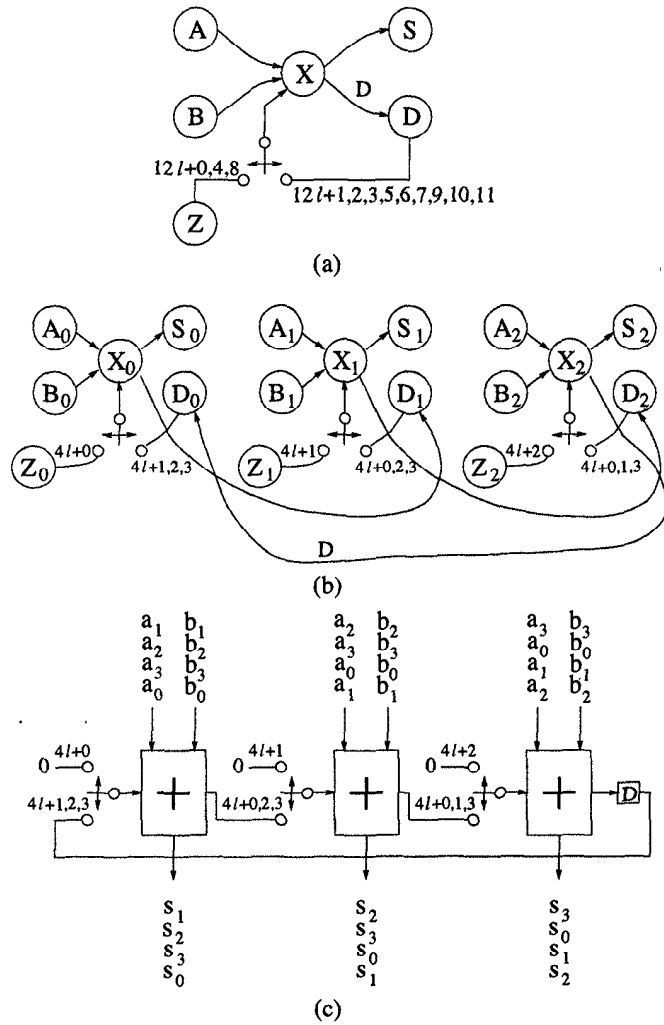 A S
X
D
B D
12l+0,4,8
12l+1,2,3,5,6,7,9,10,11
Z
(a)
A₀ S₀ A₁ S₁ A₂ S₂
X₀ X₁ X₂
B₀ D₀ B₁ D₁ B₂ D₂
Z₀ 4l+0 4l+1,2,3 Z₁ 4l+1 4l+0,2,3 Z₂ 4l+2 4l+0,1,3
D
(b)
a₁ b₁ a₂ b₂ a₃ b₃
a₂ b₂ a₃ b₃ a₀ b₀
a₃ b₃ a₀ b₀ a₁ b₁
a₀ b₀ a₁ b₁ a₂ b₂
0 4l+0 0 4l+1 0 4l+2
+ + + D
4l+1,2,3 4l+0,2,3 4l+0,1,3
s₁ s₂ s₃
s₂ s₃ s₀
s₃ s₀ s₁
s₀ s₁ s₂
(c)